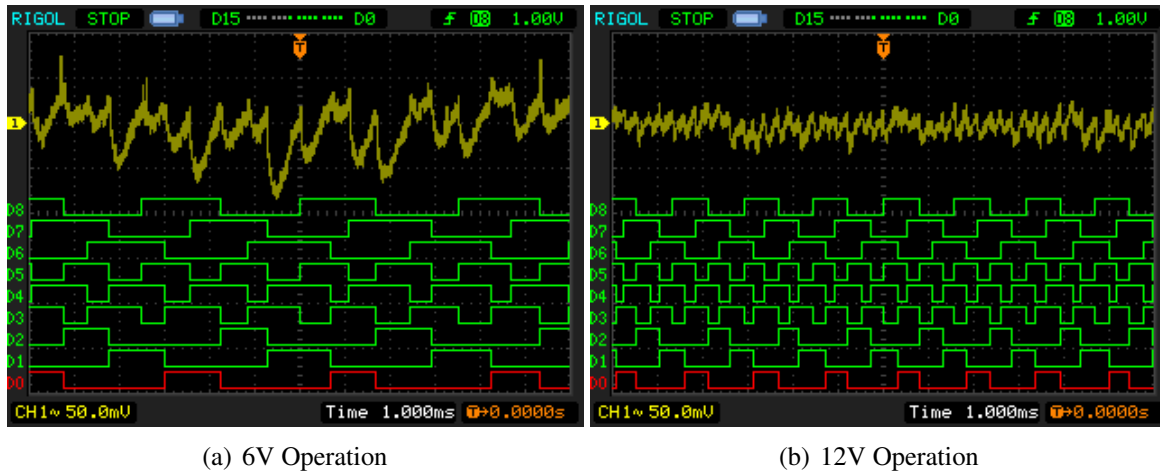 RIGOL STOP D15 D0 D8 1.00V
T
1
D8
D7
D6
D5
D4
D3
D2
D1
D0
CH1~ 50.0mV Time 1.000ms T→0.0000s
RIGOL STOP D15 D0 D8 1.00V
T
1
D8
D7
D6
D5
D4
D3
D2
D1
D0
CH1~ 50.0mV Time 1.000ms T→0.0000s
(a) 6V Operation
(b) 12V Operation